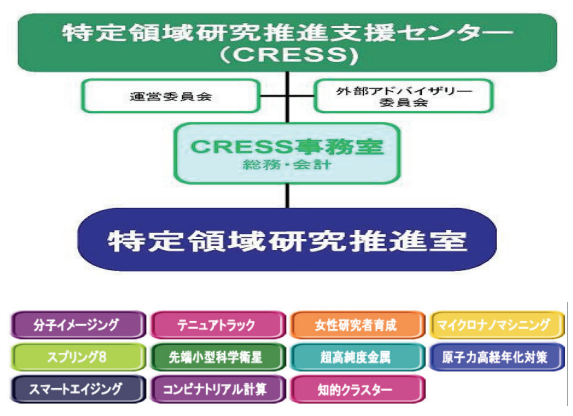 特定領域研究推進支援センター
(CRESS)
運営委員会
外部アドバイザリー
委員会
CRESS事務室
総務・会計
特定領域研究推進室
分子イメージング
テニュアトラック
女性研究者育成
マイクロナノマシニング
スプリング8
先端小型科学衛星
超高純度金属
原子力高経年化対策
スマートエイジング
コンビナトリアル計算
知的クラスター